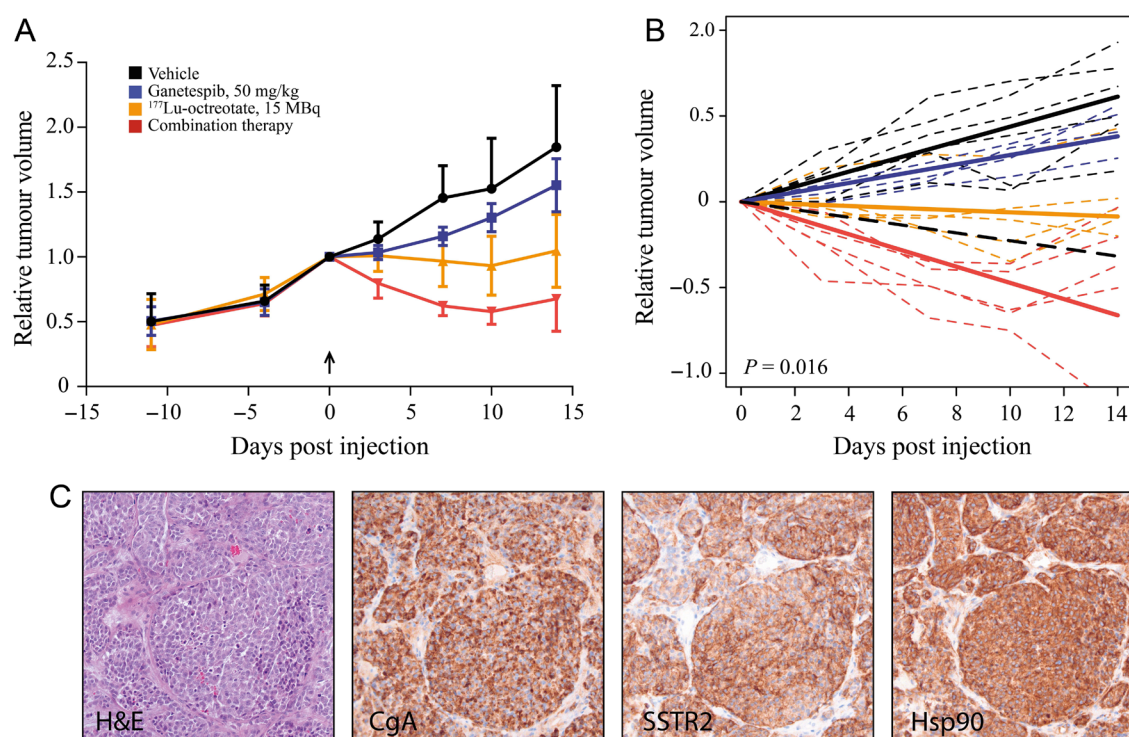 A
Relative tumour volume
2.5
2.0
1.5
1.0
0.5
0
Vehicle
Ganetespib, 50 mg/kg
¹⁷⁷Lu-octreotate, 15 MBq
Combination therapy
−15 −10 −5 0 5 10 15
Days post injection
B
Relative tumour volume
2.0
0.5
0
−0.5
−1.0
P = 0.016
0 2 4 6 8 10 12 14
Days post injection
C
H&E
CgA
SSTR2
Hsp90